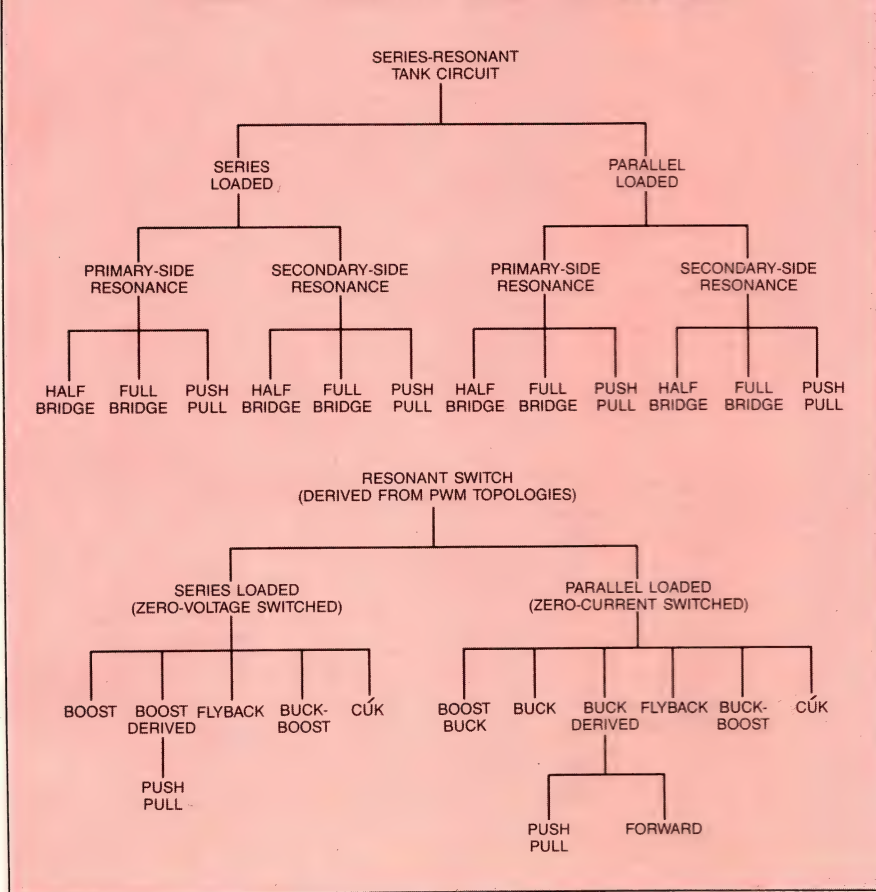 SERIES-RESONANT
TANK CIRCUIT
SERIES
LOADED
PARALLEL
LOADED
PRIMARY-SIDE
RESONANCE
SECONDARY-SIDE
RESONANCE
PRIMARY-SIDE
RESONANCE
SECONDARY-SIDE
RESONANCE
HALF
BRIDGE
FULL
BRIDGE
PUSH
PULL
HALF
BRIDGE
FULL
BRIDGE
PUSH
PULL
HALF
BRIDGE
FULL
BRIDGE
PUSH
PULL
HALF
BRIDGE
FULL
BRIDGE
PUSH
PULL
RESONANT SWITCH
(DERIVED FROM PWM TOPOLOGIES)
SERIES LOADED
(ZERO-VOLTAGE SWITCHED)
PARALLEL LOADED
(ZERO-CURRENT SWITCHED)
BOOST
BOOST
DERIVED
FLYBACK
BUCK-
BOOST
CÚK
BOOST
BUCK
BUCK
BUCK
DERIVED
FLYBACK
BUCK-
BOOST
CÚK
PUSH
PULL
PUSH
PULL
FORWARD